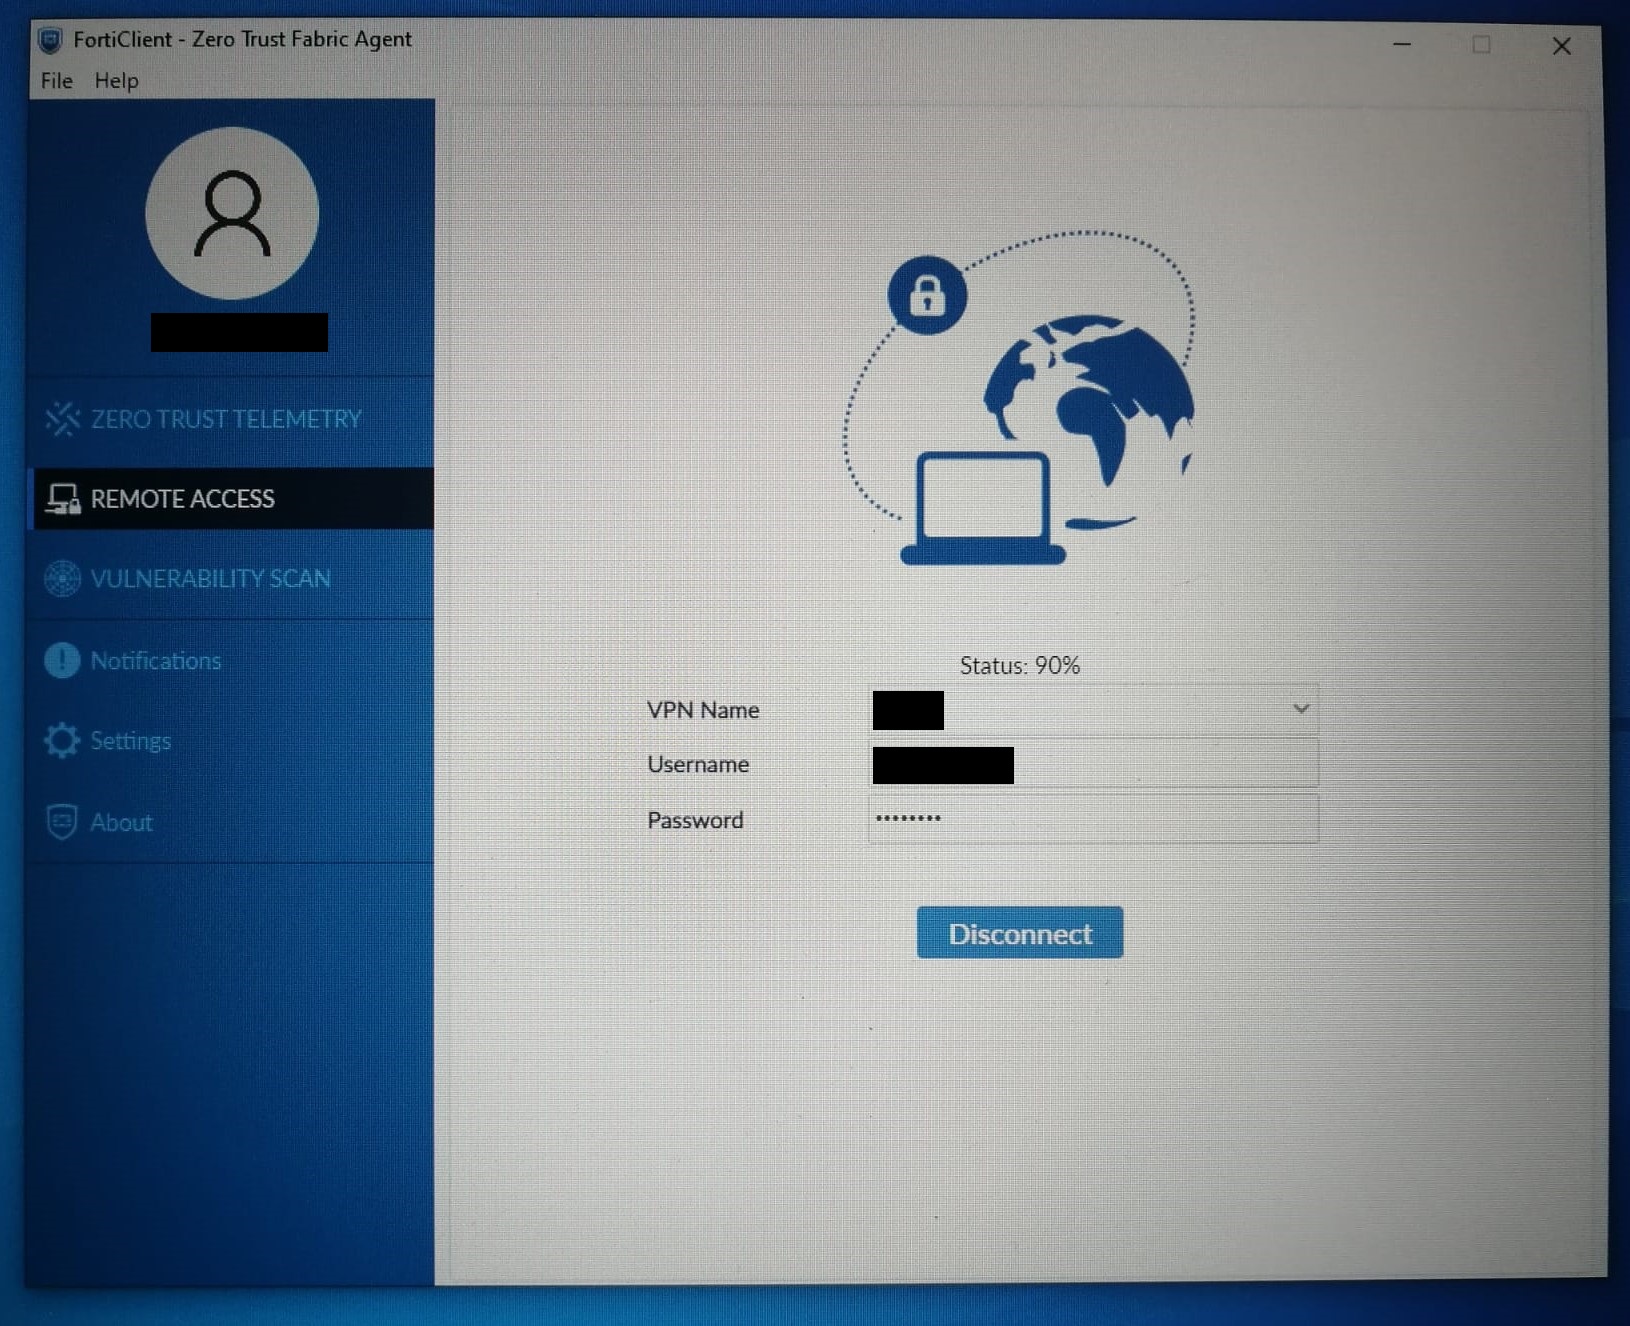 FortiClient - Zero Trust Fabric Agent
File Help
ZERO TRUST TELEMETRY
REMOTE ACCESS
VULNERABILITY SCAN
Notifications
Settings
About
Status: 90%
VPN Name
Username
Password ••••••••
Disconnect